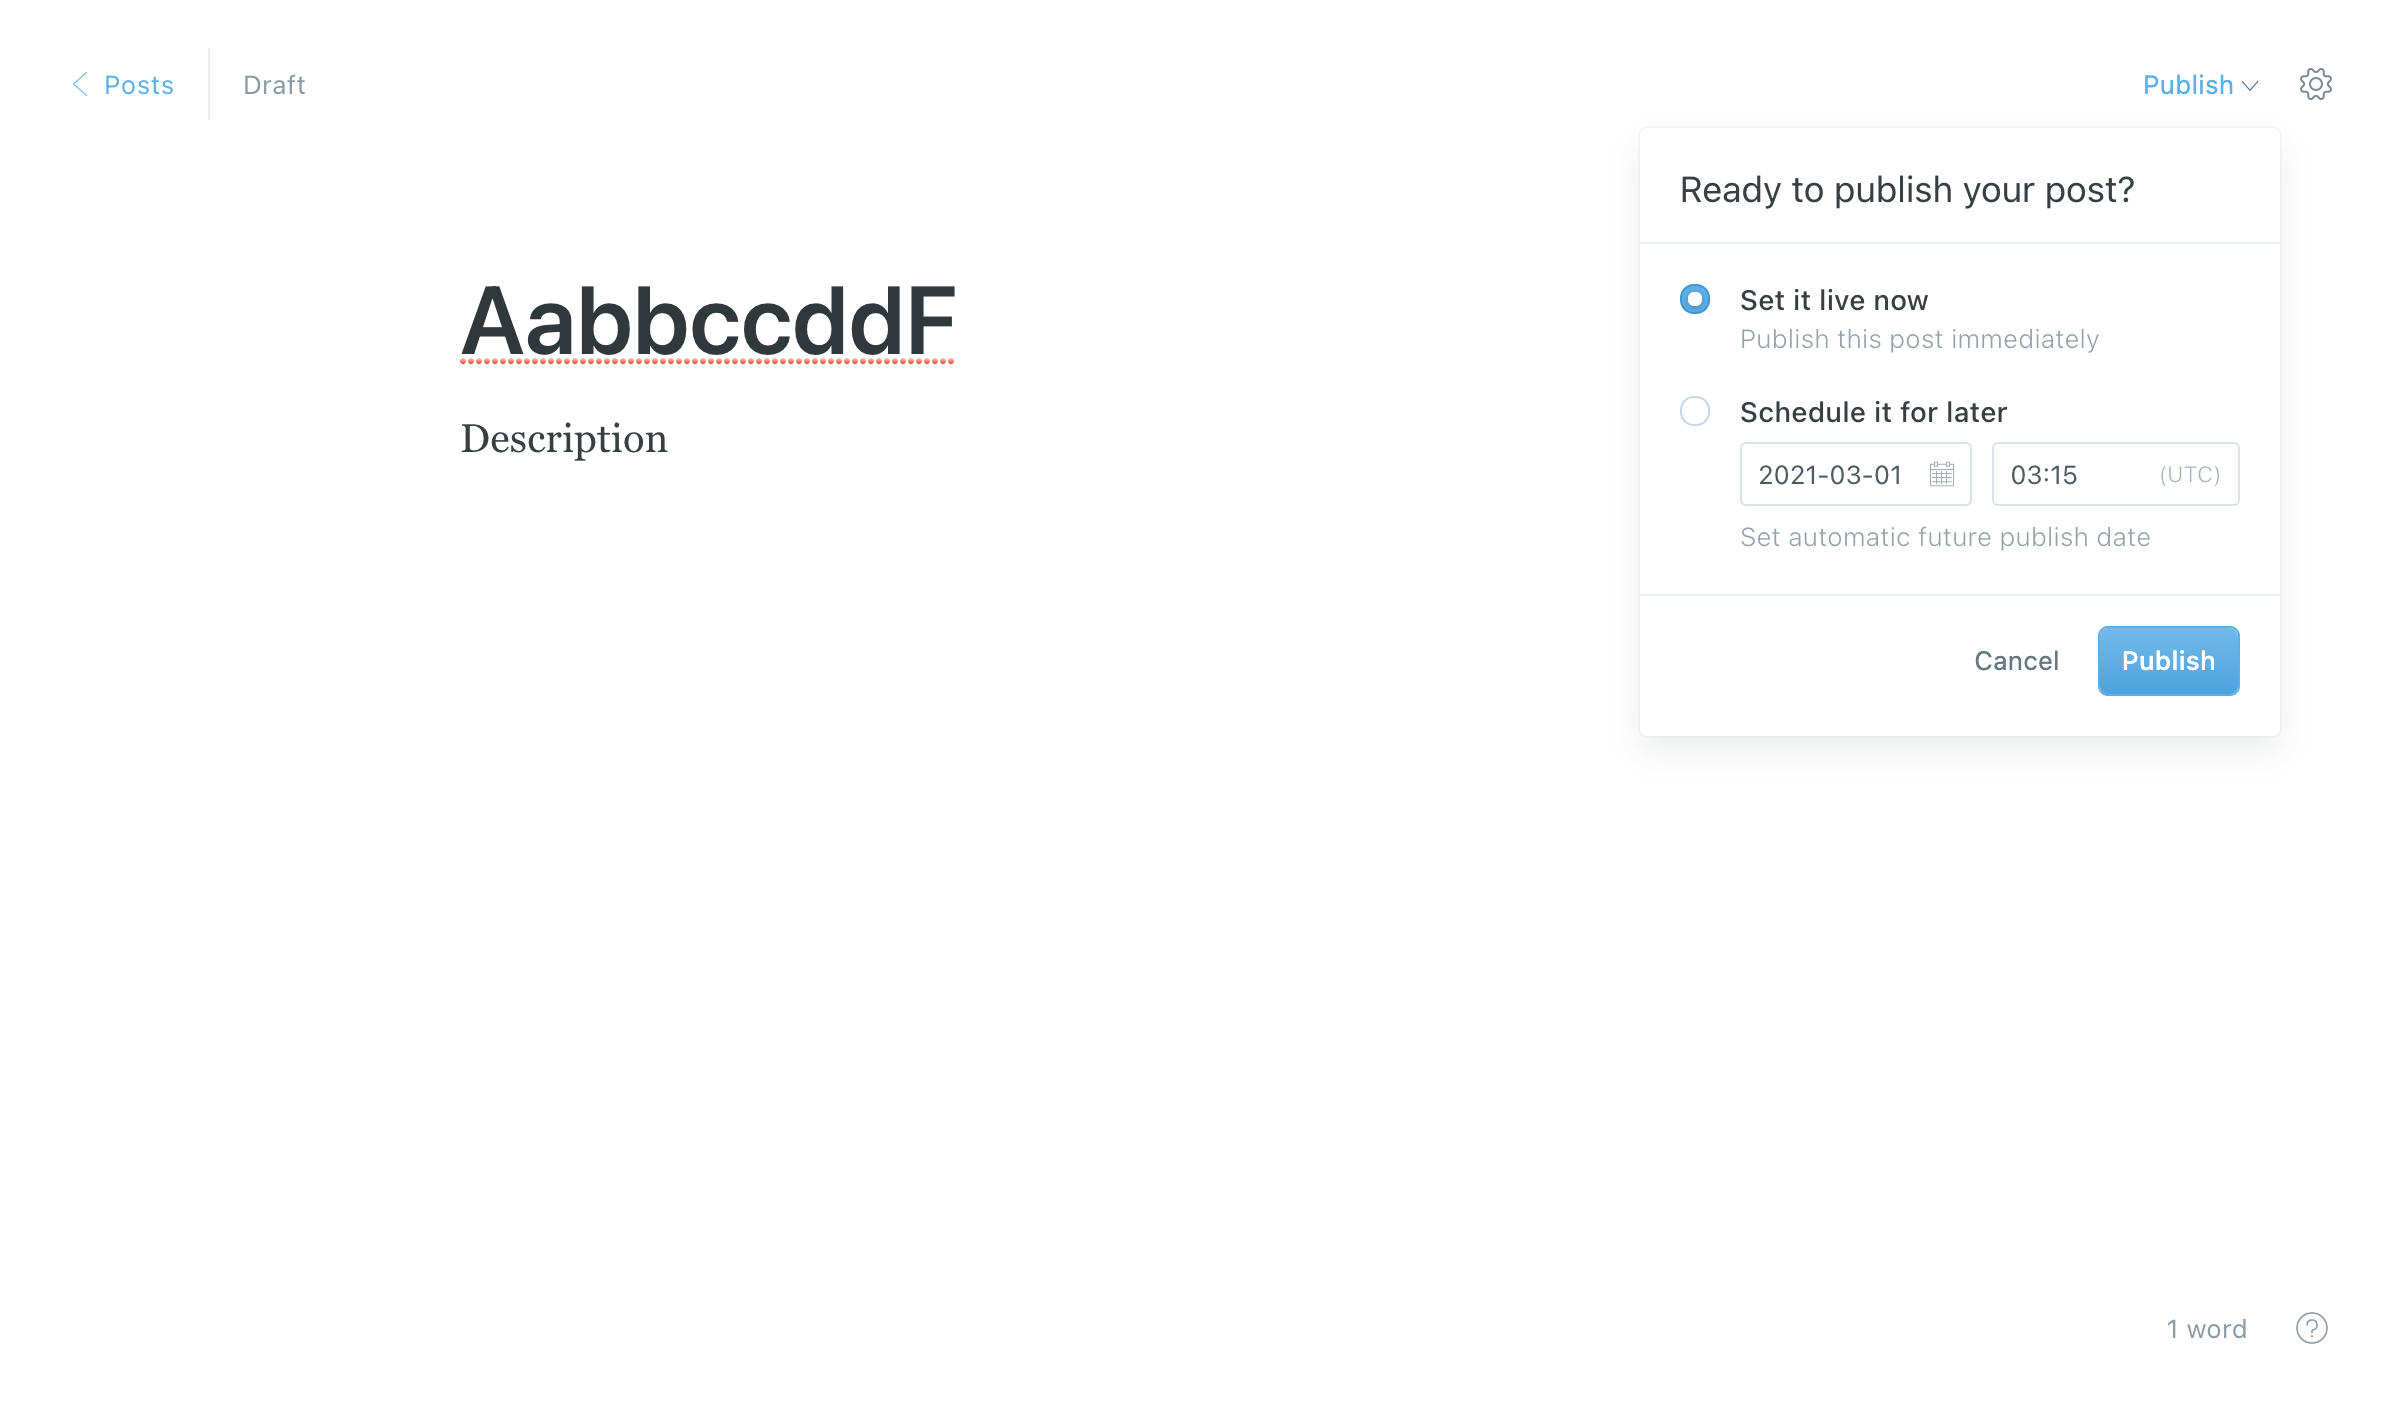 Posts
Draft
Publish
Ready to publish your post?
AabbccddF
Description
Set it live now
Publish this post immediately
Schedule it for later
2021-03-01
03:15 (UTC)
Set automatic future publish date
Cancel
Publish
1 word
?